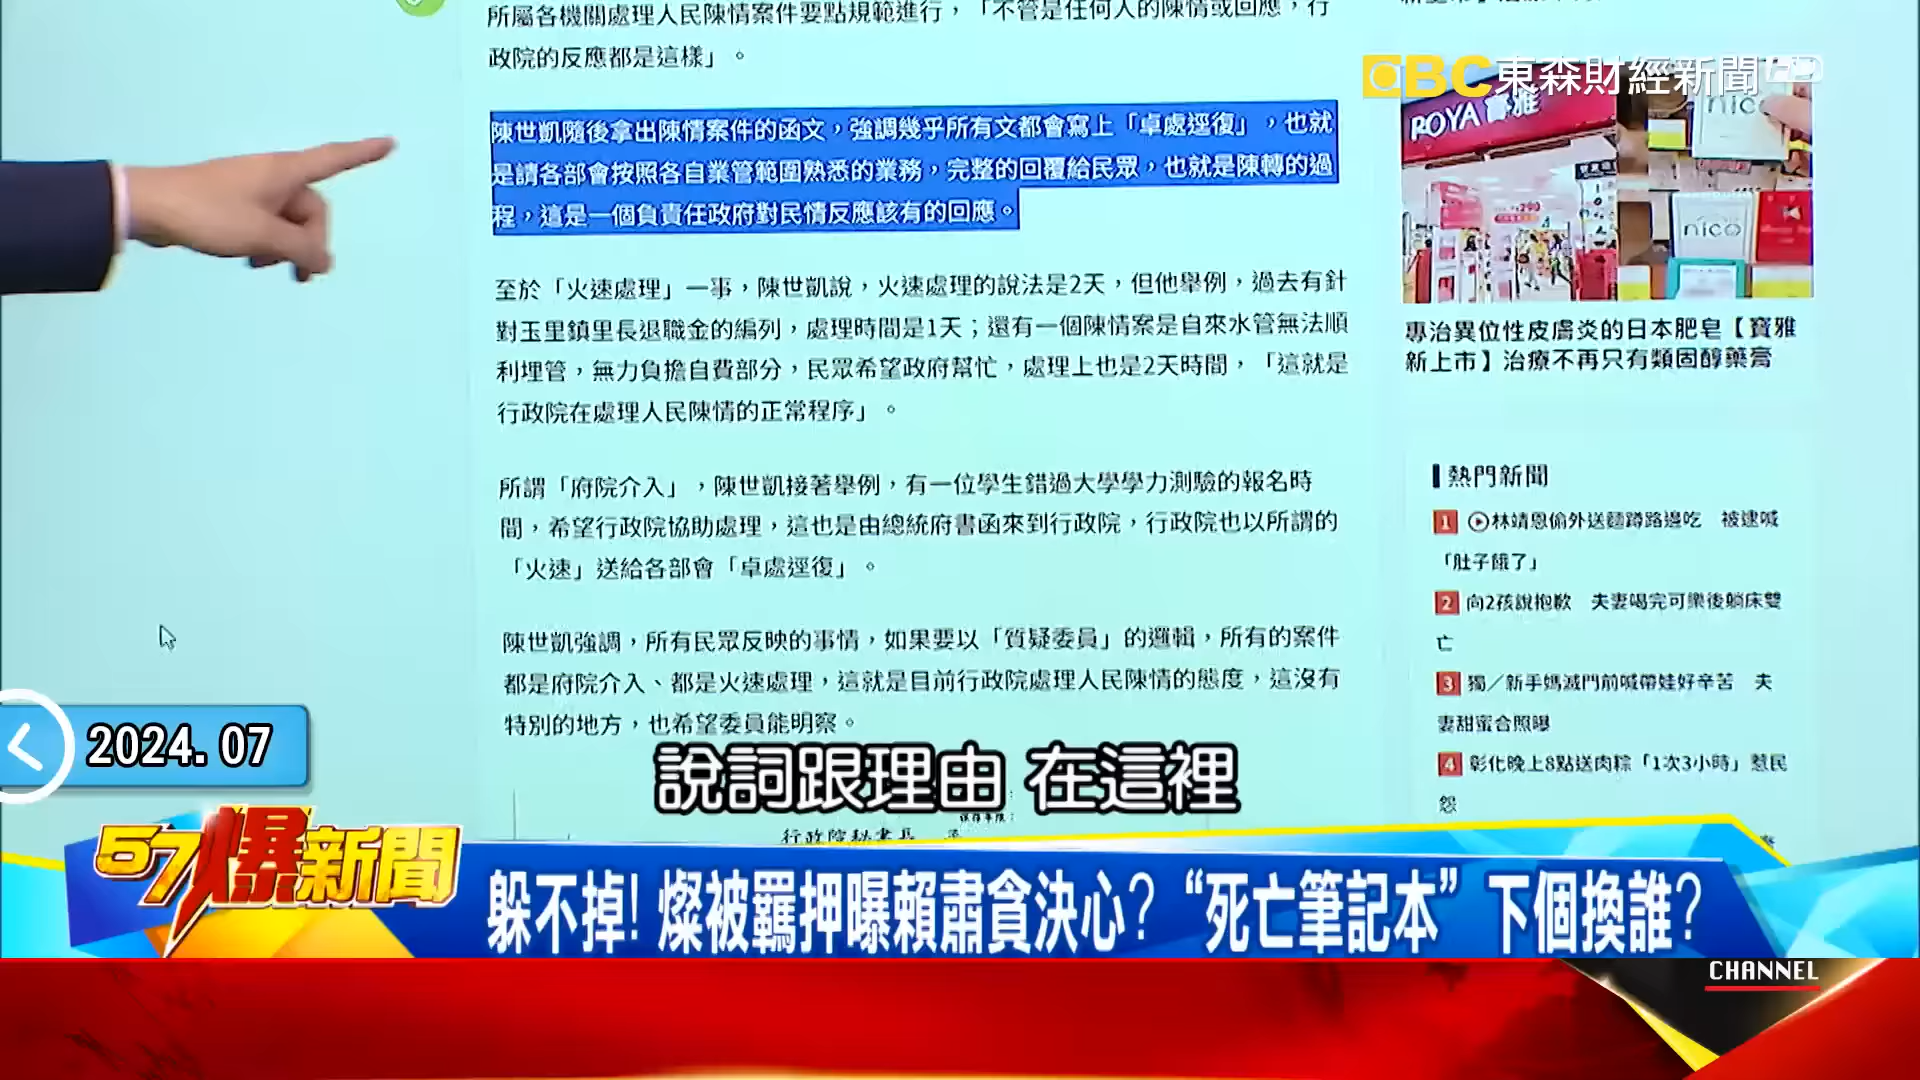 所屬各機關處理人民陳情案件要點規範進行，「不管是任何人的陳情或回應，行
政院的反應都是這樣」。
陳世凱隨後拿出陳情案件的函文，強調幾乎所有文都會寫上「卓處逕復」，也就
是請各部會按照各自業管範圍熟悉的業務，完整的回覆給民眾，也就是陳轉的過
程，這是一個負責任政府對民情反應該有的回應。
至於「火速處理」一事，陳世凱說，火速處理的說法是2天，但他舉例，過去有針
對玉里鎮里長退職金的編列，處理時間是1天；還有一個陳情案是自來水管無法順
利埋管，無力負擔自費部分，民眾希望政府幫忙，處理上也是2天時間，「這就是
行政院在處理人民陳情的正常程序」。
所謂「府院介入」，陳世凱接著舉例，有一位學生錯過大學學力測驗的報名時
間，希望行政院協助處理，這也是由總統府書函來到行政院，行政院也以所謂的
「火速」送給各部會「卓處逕復」。
陳世凱強調，所有民眾反映的事情，如果要以「質疑委員」的邏輯，所有的案件
都是府院介入、都是火速處理，這就是目前行政院處理人民陳情的態度，這沒有
特別的地方，也希望委員能明察。
行政院秘書長
EBC東森財經新聞HD
ROYA 寶雅
nico
nico
專治異位性皮膚炎的日本肥皂【寶雅
新上市】治療不再只有類固醇藥膏
熱門新聞
1 林靖恩偷外送麵蹲路邊吃 被逮喊
「肚子餓了」
2 向2孩說抱歉 夫妻喝完可樂後躺床雙
亡
3 獨／新手媽滅門前喊帶娃好辛苦 夫
妻甜蜜合照曝
4 彰化晚上8點送肉粽「1次3小時」惹民
怨
2024.07
說詞跟理由 在這裡
57爆新聞
躲不掉! 燦被羈押曝賴肅貪決心? “死亡筆記本” 下個換誰?
CHANNEL